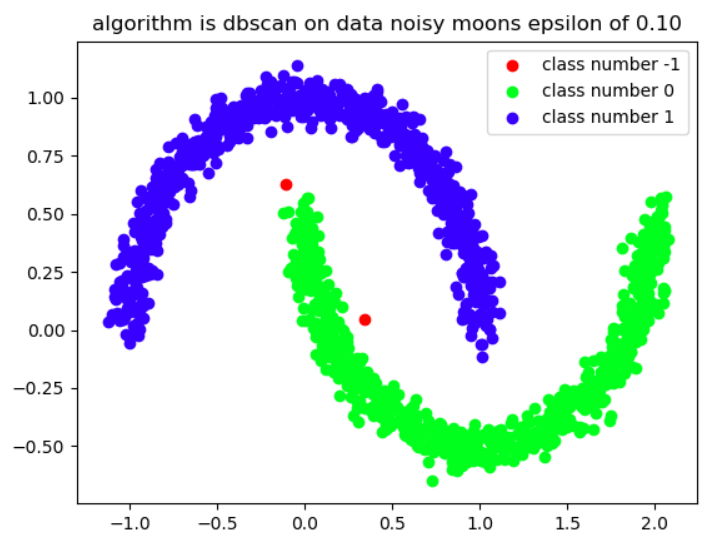 algorithm is dbscan on data noisy moons epsilon of 0.10
class number -1
class number 0
class number 1
1.00
0.75
0.50
0.25
0.00
−0.25
−0.50
−1.0 −0.5 0.0 0.5 1.0 1.5 2.0